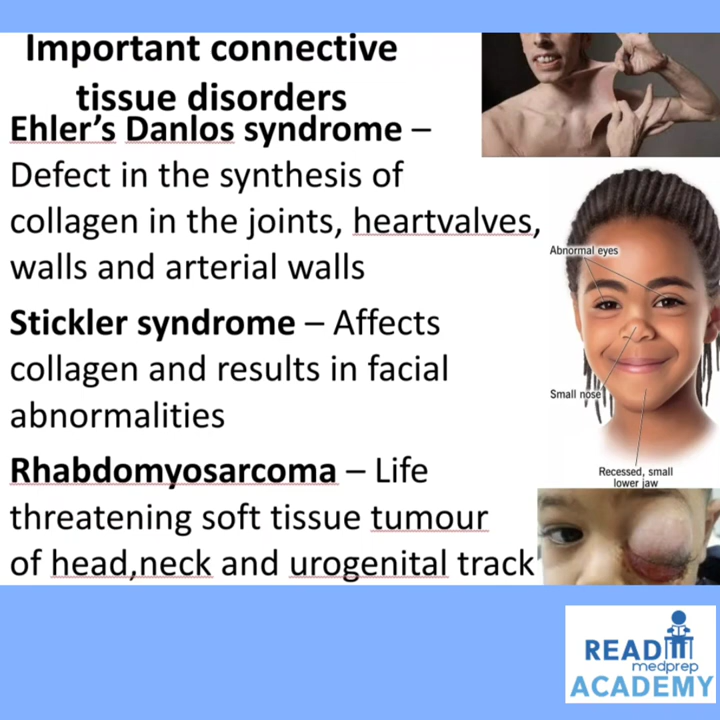 Important connective
tissue disorders
Ehler’s Danlos syndrome –
Defect in the synthesis of
collagen in the joints, heartvalves,
walls and arterial walls
Stickler syndrome – Affects
collagen and results in facial
abnormalities
Rhabdomyosarcoma – Life
threatening soft tissue tumour
of head,neck and urogenital track
Abnormal eyes
Small nose
Recessed, small
lower jaw
READ
medprep
ACADEMY